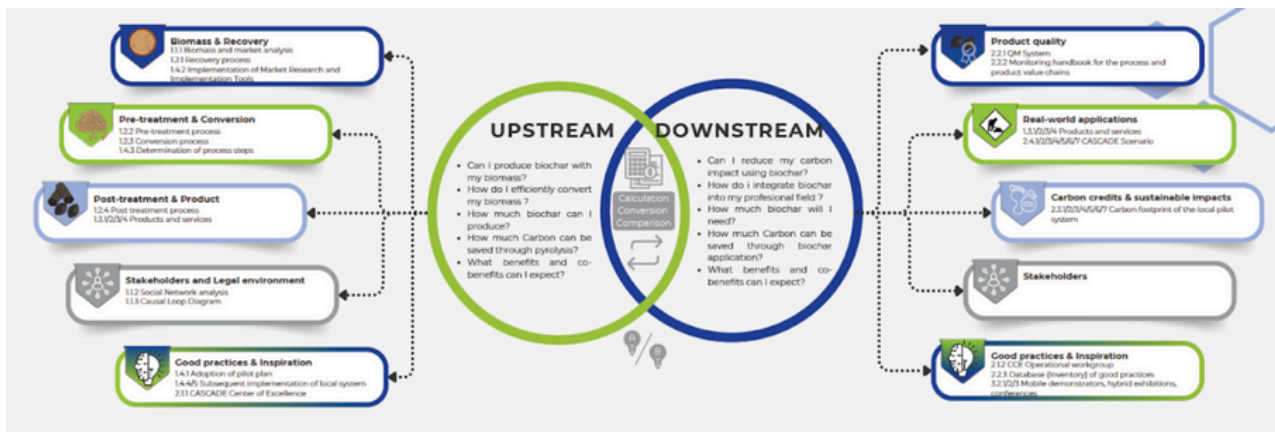 Biomass & Recovery
1.1.1 Biomass and market analysis
1.2.1 Recovery process
1.4.2 Implementation of Market Research and
Implementation Tools
Pre-treatment & Conversion
1.2.2 Pre-treatment process
1.2.3 Conversion process
1.4.3 Determination of process steps
Post-treatment & Product
1.2.4 Post treatment process
1.3.1/2/3/4 Products and services
Stakeholders and Legal environment
1.1.2 Social Network analysis
1.1.3 Causal Loop Diagram
Good practices & Inspiration
1.4.1 Adoption of pilot plan
1.4.4/5 Subsequent implementation of local system
2.1.1 CASCADE Center of Excellence
UPSTREAM
• Can I produce biochar with
my biomass?
• How do I efficiently convert
my biomass ?
• How much biochar can I
produce?
• How much Carbon can be
saved through pyrolysis?
• What benefits and co-
benefits can I expect?
Calculation
Conversion
Comparison
DOWNSTREAM
• Can I reduce my carbon
impact using biochar?
• How do i integrate biochar
into my profesional field ?
• How much biochar will I
need?
• How much Carbon can be
saved through biochar
application?
• What benefits and co-
benefits can I expect?
A
B
Product quality
2.2.1 QM System
2.2.2 Monitoring handbook for the process and
product value chains
Real-world applications
1.3.1/2/3/4 Products and services
2.4.1/2/3/4/5/6/7 CASCADE Scenario
Carbon credits & sustainable impacts
2.3.1/2/3/4/5/6/7 Carbon footprint of the local pilot
system
Stakeholders
Good practices & Inspiration
2.1.2 CCE Operational workgroup
2.2.3 Database (Inventory) of good practices
3.2.1/2/3 Mobile demonstrators, hybrid exhibitions,
conferences